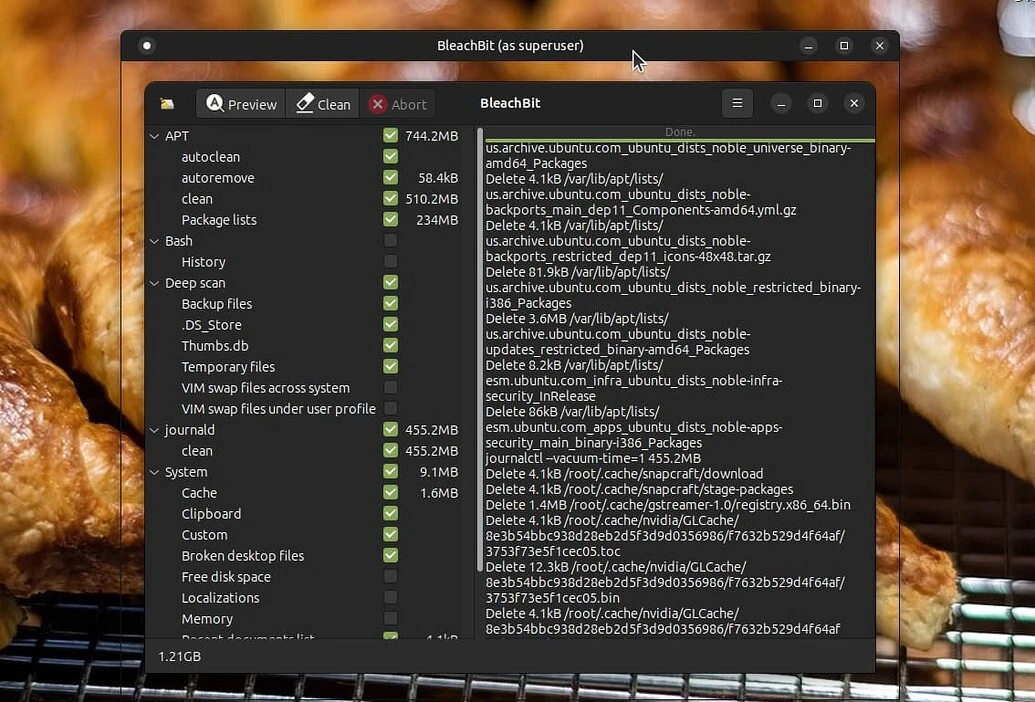 BleachBit (as superuser)
Preview
Clean
Abort
BleachBit
APT 744.2MB
autoclean
autoremove 58.4kB
clean 510.2MB
Package lists 234MB
Bash
History
Deep scan
Backup files
.DS_Store
Thumbs.db
Temporary files
VIM swap files across system
VIM swap files under user profile
journald 455.2MB
clean 455.2MB
System 9.1MB
Cache 1.6MB
Clipboard
Custom
Broken desktop files
Free disk space
Localizations
Memory
Recent documents list 4.1kB
Done.
us.archive.ubuntu.com_ubuntu_dists_noble_universe_binary-
amd64_Packages
Delete 4.1kB /var/lib/apt/lists/
us.archive.ubuntu.com_ubuntu_dists_noble-
backports_main_dep11_Components-amd64.yml.gz
Delete 4.1kB /var/lib/apt/lists/
us.archive.ubuntu.com_ubuntu_dists_noble-
backports_restricted_dep11_icons-48x48.tar.gz
Delete 81.9kB /var/lib/apt/lists/
us.archive.ubuntu.com_ubuntu_dists_noble_restricted_binary-
i386_Packages
Delete 3.6MB /var/lib/apt/lists/
us.archive.ubuntu.com_ubuntu_dists_noble-
updates_restricted_binary-amd64_Packages
Delete 8.2kB /var/lib/apt/lists/
esm.ubuntu.com_infra_ubuntu_dists_noble-infra-
security_InRelease
Delete 86kB /var/lib/apt/lists/
esm.ubuntu.com_apps_ubuntu_dists_noble-apps-
security_main_binary-i386_Packages
journalctl --vacuum-time=1 455.2MB
Delete 4.1kB /root/.cache/snapcraft/download
Delete 4.1kB /root/.cache/snapcraft/stage-packages
Delete 1.4MB /root/.cache/gstreamer-1.0/registry.x86_64.bin
Delete 4.1kB /root/.cache/nvidia/GLCache/
8e3b54bbc938d28eb2d5f3d9d0356986/f7632b529d4f64af/
3753f73e5f1cec05.toc
Delete 12.3kB /root/.cache/nvidia/GLCache/
8e3b54bbc938d28eb2d5f3d9d0356986/f7632b529d4f64af/
3753f73e5f1cec05.bin
Delete 4.1kB /root/.cache/nvidia/GLCache/
8e3b54bbc938d28eb2d5f3d9d0356986/f7632b529d4f64af
1.21GB